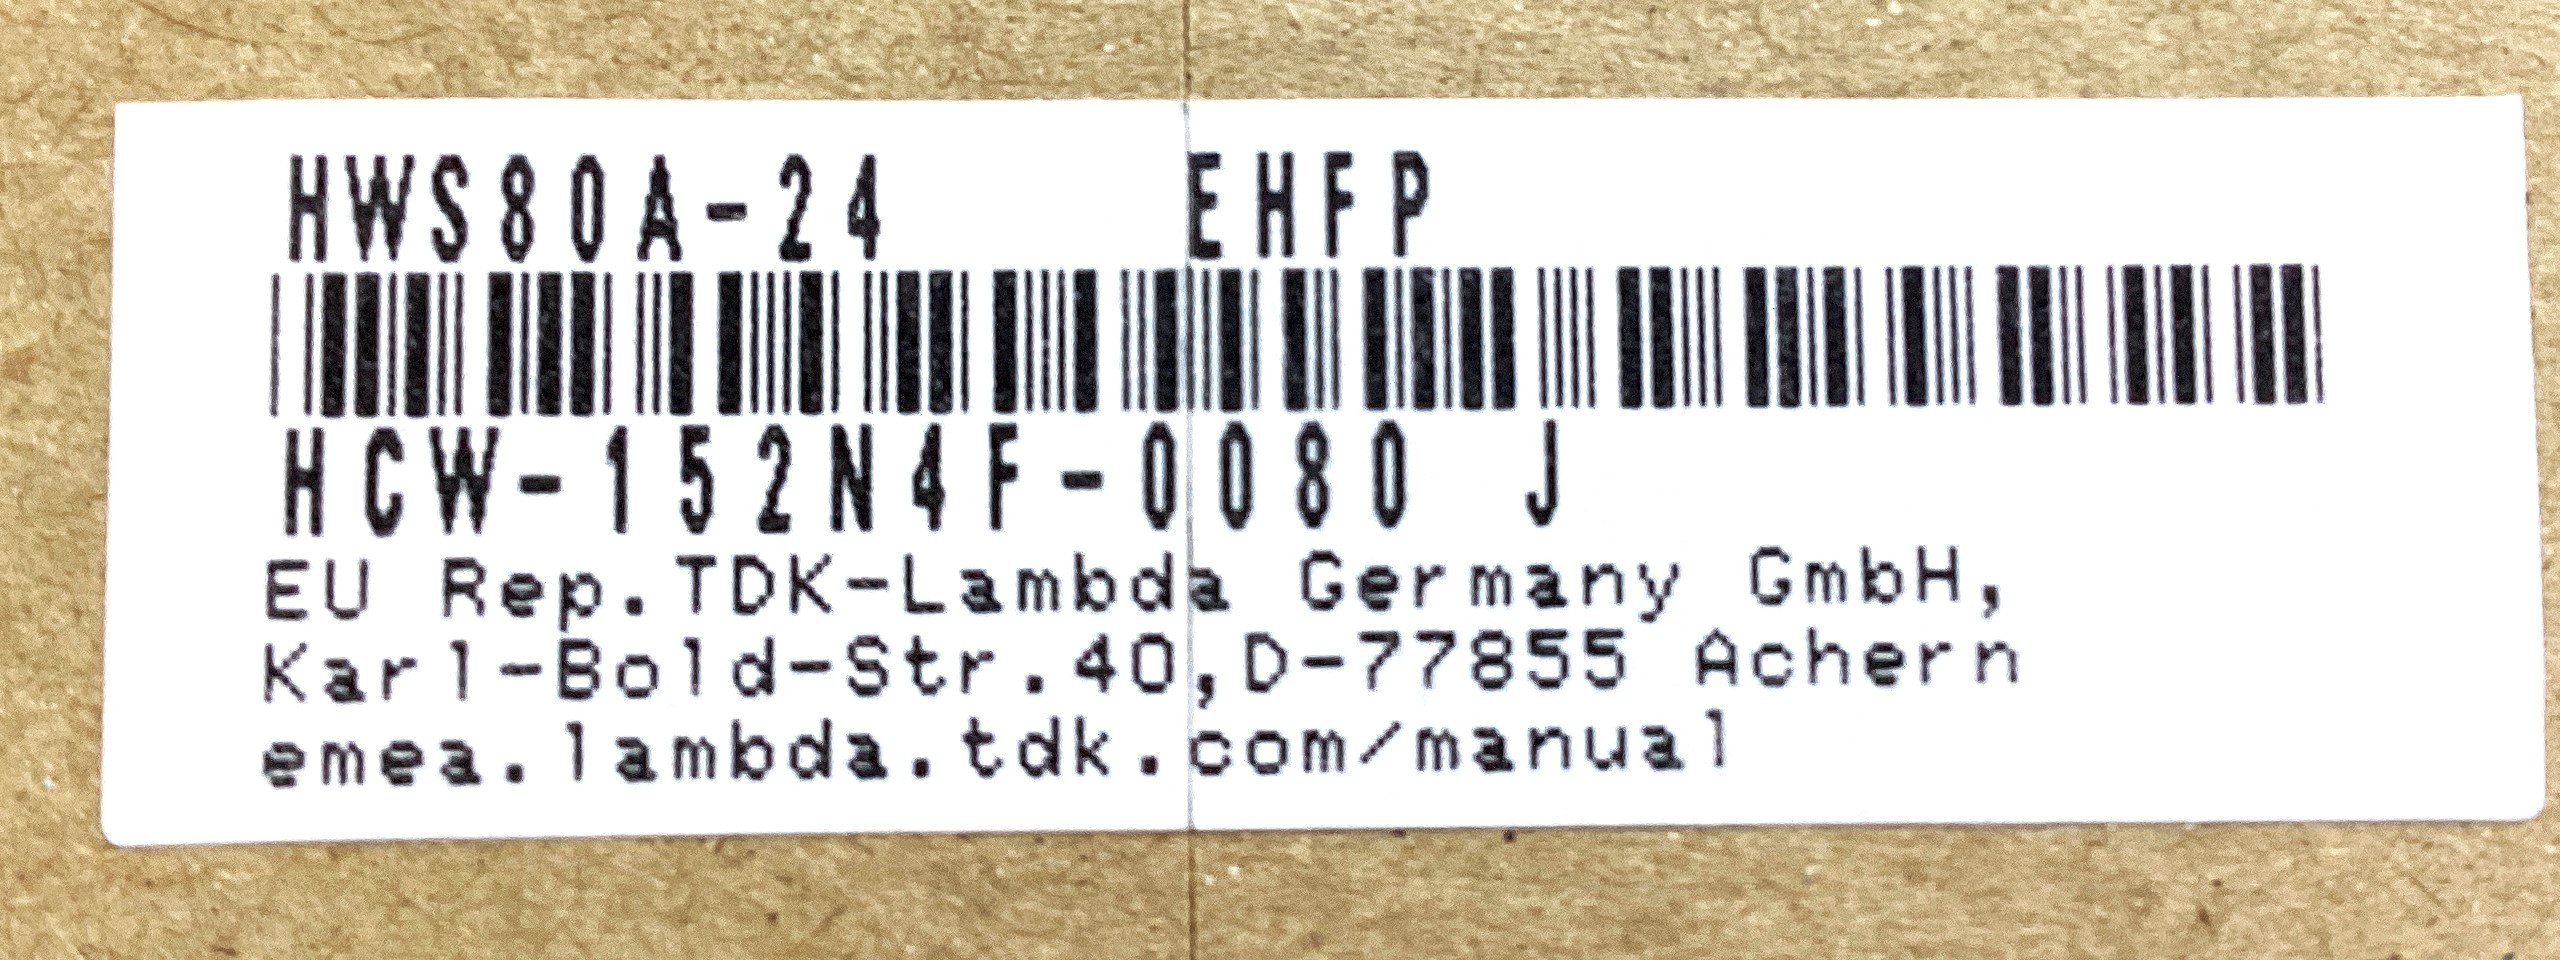 HWS80A-24 EHFP
HCW-152N4F-0080 J
EU Rep.TDK-Lambda Germany GmbH,
Karl-Bold-Str.40,D-77855 Achern
emea.lambda.tdk.com/manual